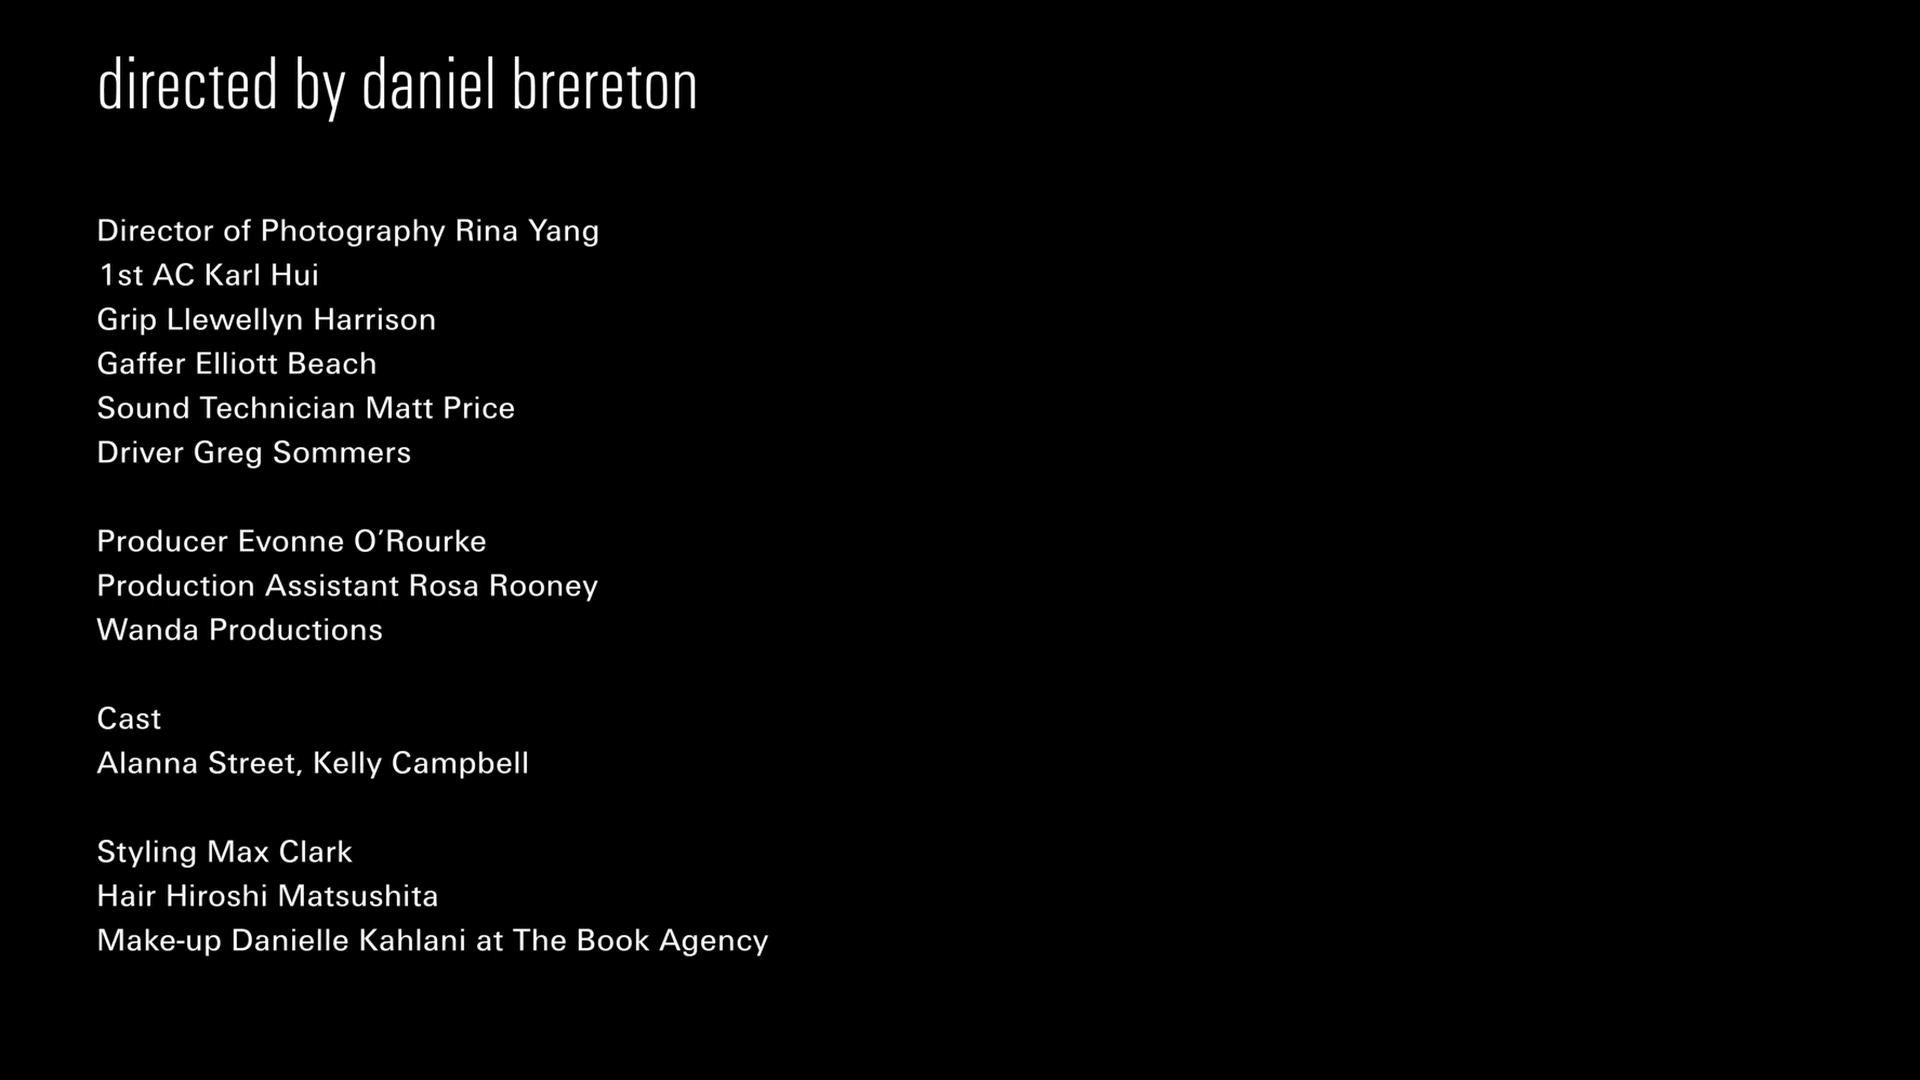 directed by daniel brereton
Director of Photography Rina Yang
1st AC Karl Hui
Grip Llewellyn Harrison
Gaffer Elliott Beach
Sound Technician Matt Price
Driver Greg Sommers
Producer Evonne O’Rourke
Production Assistant Rosa Rooney
Wanda Productions
Cast
Alanna Street, Kelly Campbell
Styling Max Clark
Hair Hiroshi Matsushita
Make-up Danielle Kahlani at The Book Agency